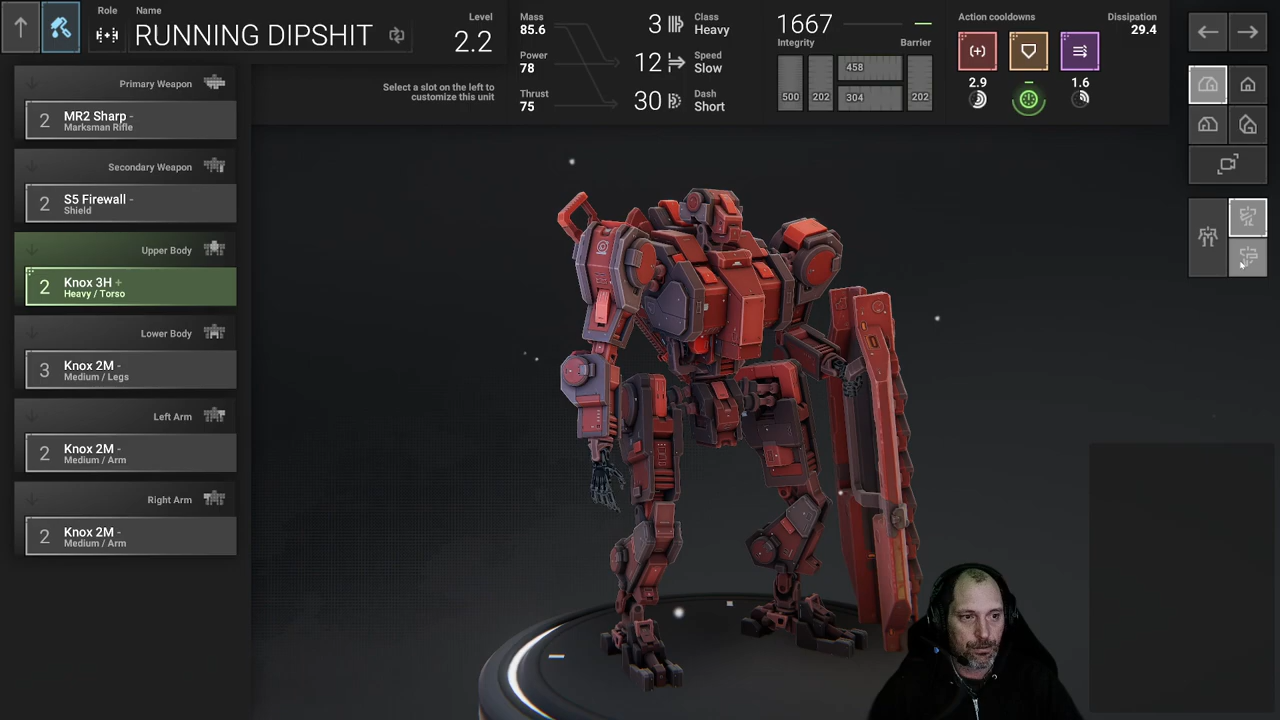 Role
Name
RUNNING DIPSHIT
Level
2.2
Mass
85.6
Power
78
Thrust
75
3
Class
Heavy
12
Speed
Slow
30
Dash
Short
1667
Integrity
Barrier
500
202
458
304
202
Action cooldowns
2.9
1.6
Dissipation
29.4
Select a slot on the left to
customize this unit
Primary Weapon
2
MR2 Sharp -
Marksman Rifle
Secondary Weapon
2
S5 Firewall -
Shield
Upper Body
2
Knox 3H +
Heavy / Torso
Lower Body
3
Knox 2M -
Medium / Legs
Left Arm
2
Knox 2M -
Medium / Arm
Right Arm
2
Knox 2M -
Medium / Arm